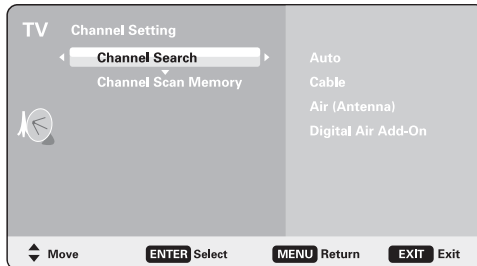 TV Channel Setting
Channel Search
Channel Scan Memory
Auto
Cable
Air (Antenna)
Digital Air Add-On
Move ENTER Select MENU Return EXIT Exit